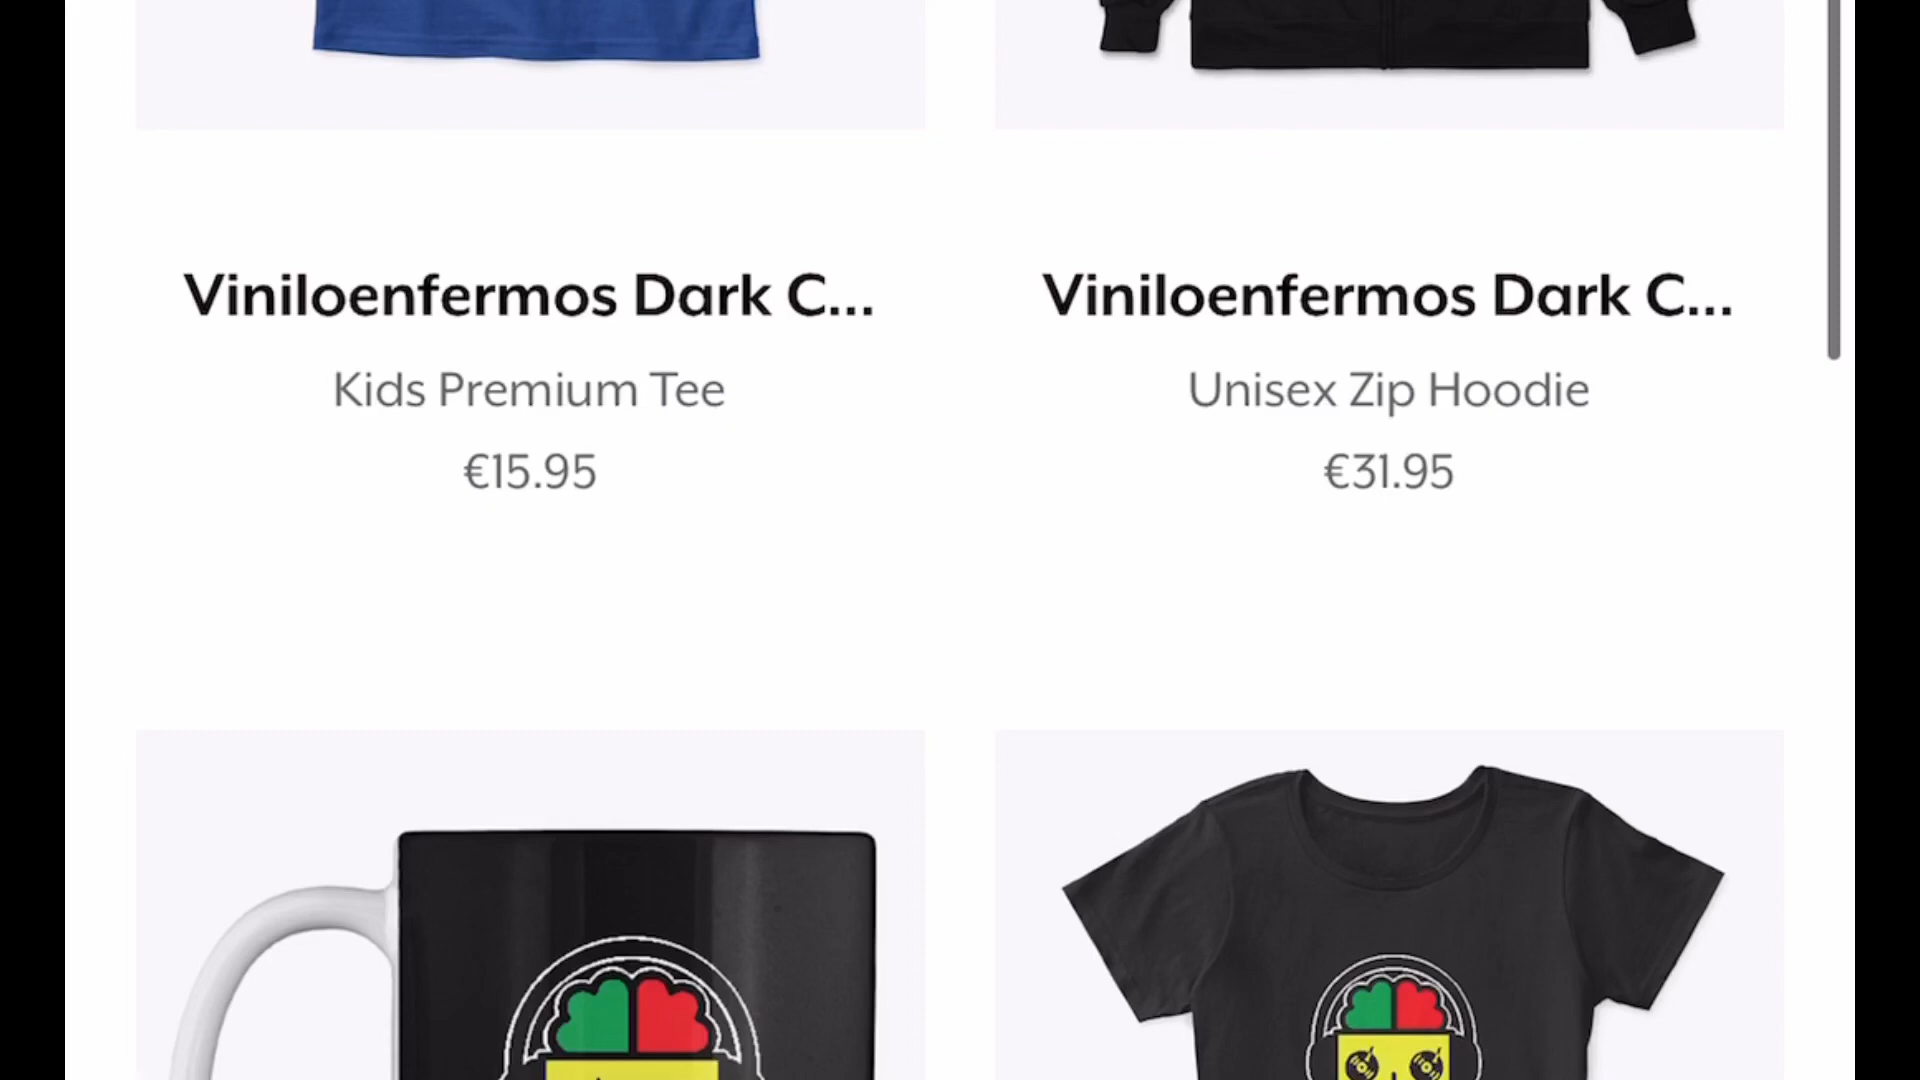 Viniloenfermos Dark C...
Kids Premium Tee
€15.95
Viniloenfermos Dark C...
Unisex Zip Hoodie
€31.95